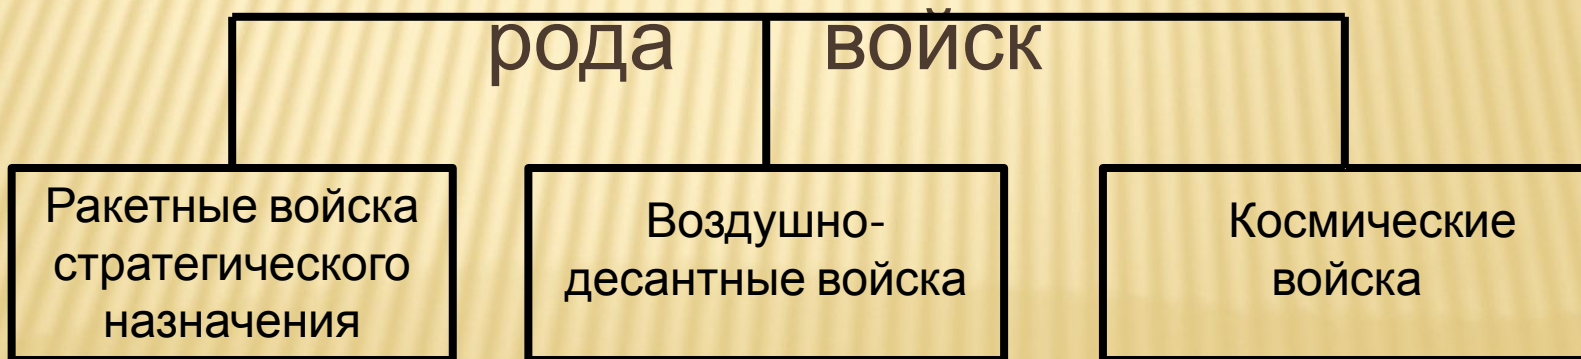 рода войск
Ракетные войска
стратегического
назначения
Воздушно-
десантные войска
Космические
войска